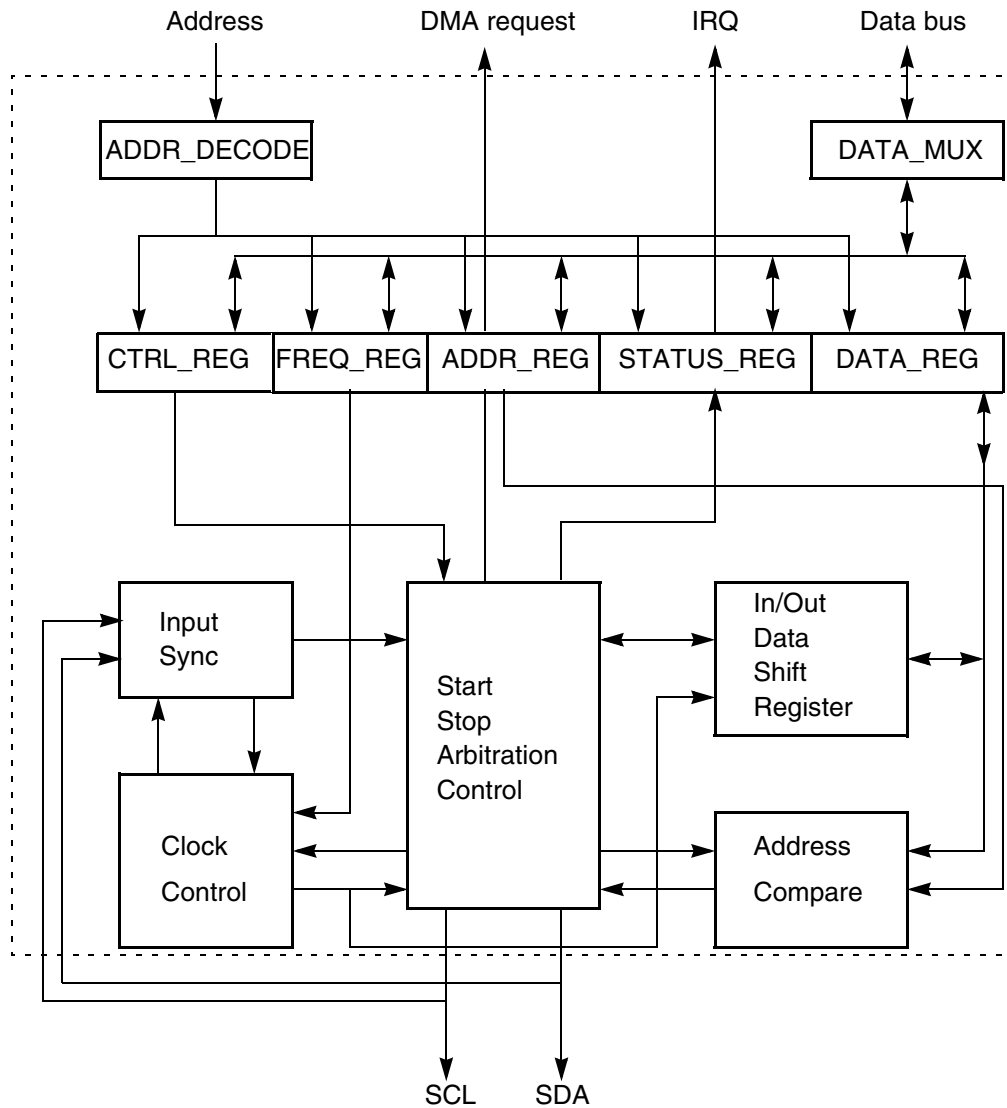 Address
DMA request
IRQ
Data bus
ADDR_DECODE
DATA_MUX
CTRL_REG
FREQ_REG
ADDR_REG
STATUS_REG
DATA_REG
Input
Sync
Start
Stop
Arbitration
Control
In/Out
Data
Shift
Register
Clock
Control
Address
Compare
SCL
SDA